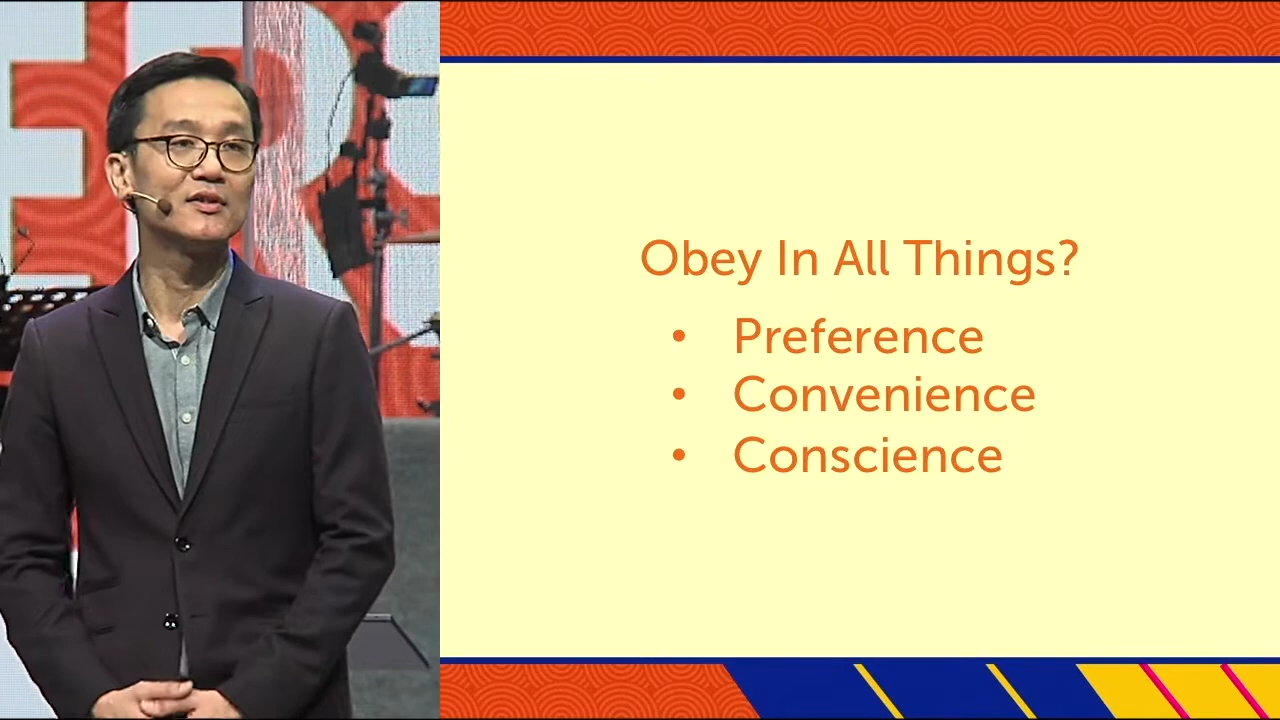 Obey In All Things?
• Preference
• Convenience
• Conscience